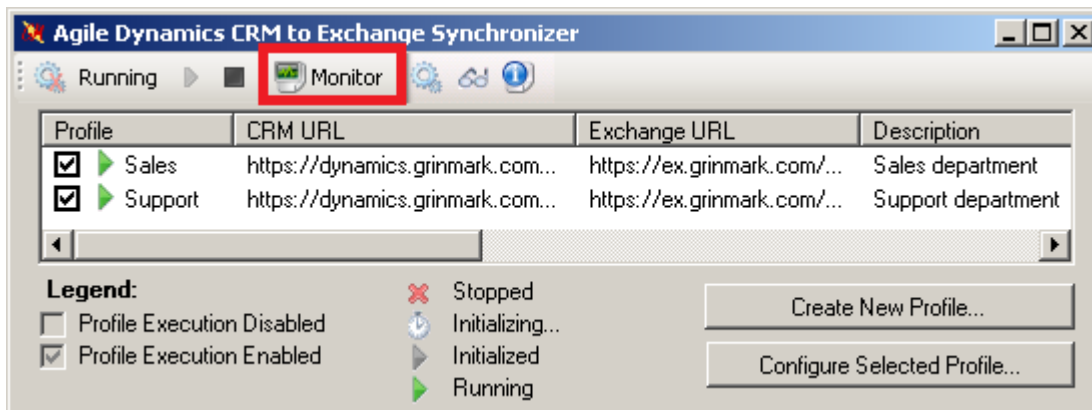 Agile Dynamics CRM to Exchange Synchronizer
Running Monitor
Profile CRM URL Exchange URL Description
Sales https://dynamics.grinmark.com... https://ex.grinmark.com/... Sales department
Support https://dynamics.grinmark.com... https://ex.grinmark.com/... Support department
Legend:
Profile Execution Disabled
Profile Execution Enabled
Stopped
Initializing...
Initialized
Running
Create New Profile...
Configure Selected Profile...